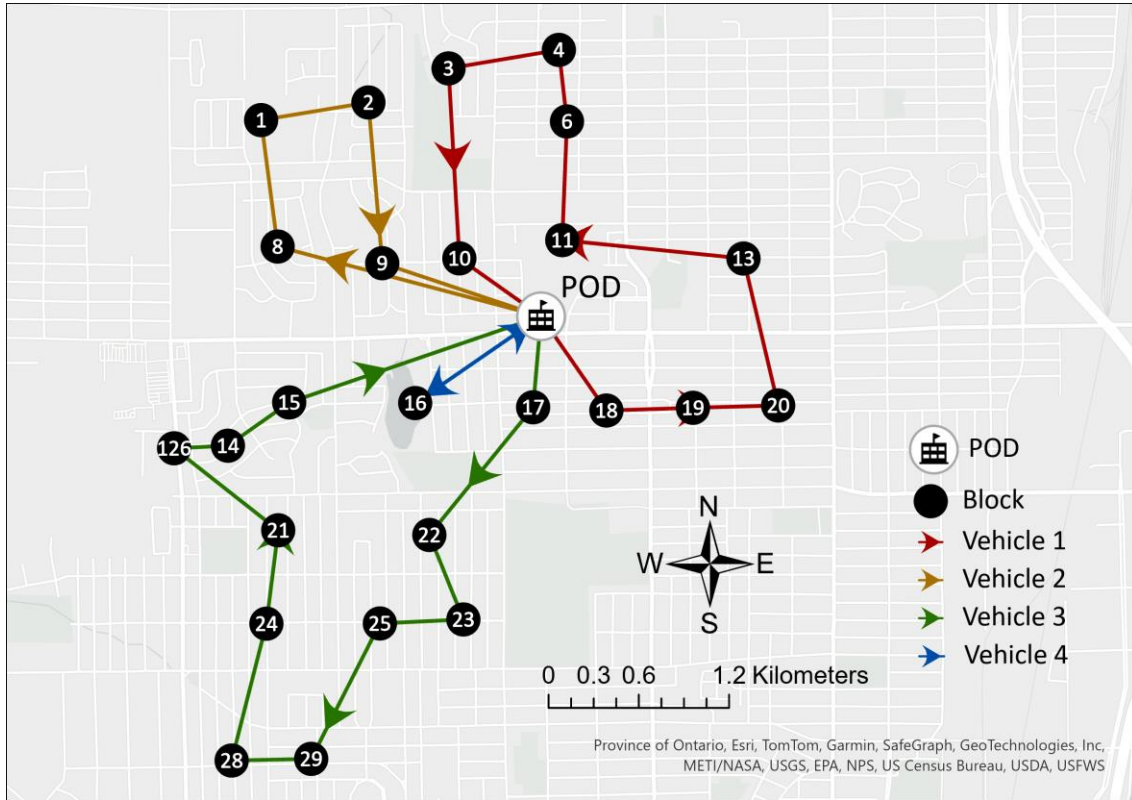 4
3
2
1
6
11
8
10
13
9
POD
15
16
17
18
19
20
126
14
21
22
24
25
23
28
29
N
W E
S
0 0.3 0.6 1.2 Kilometers
POD
Block
Vehicle 1
Vehicle 2
Vehicle 3
Vehicle 4
Province of Ontario, Esri, TomTom, Garmin, SafeGraph, GeoTechnologies, Inc,
METI/NASA, USGS, EPA, NPS, US Census Bureau, USDA, USFWS